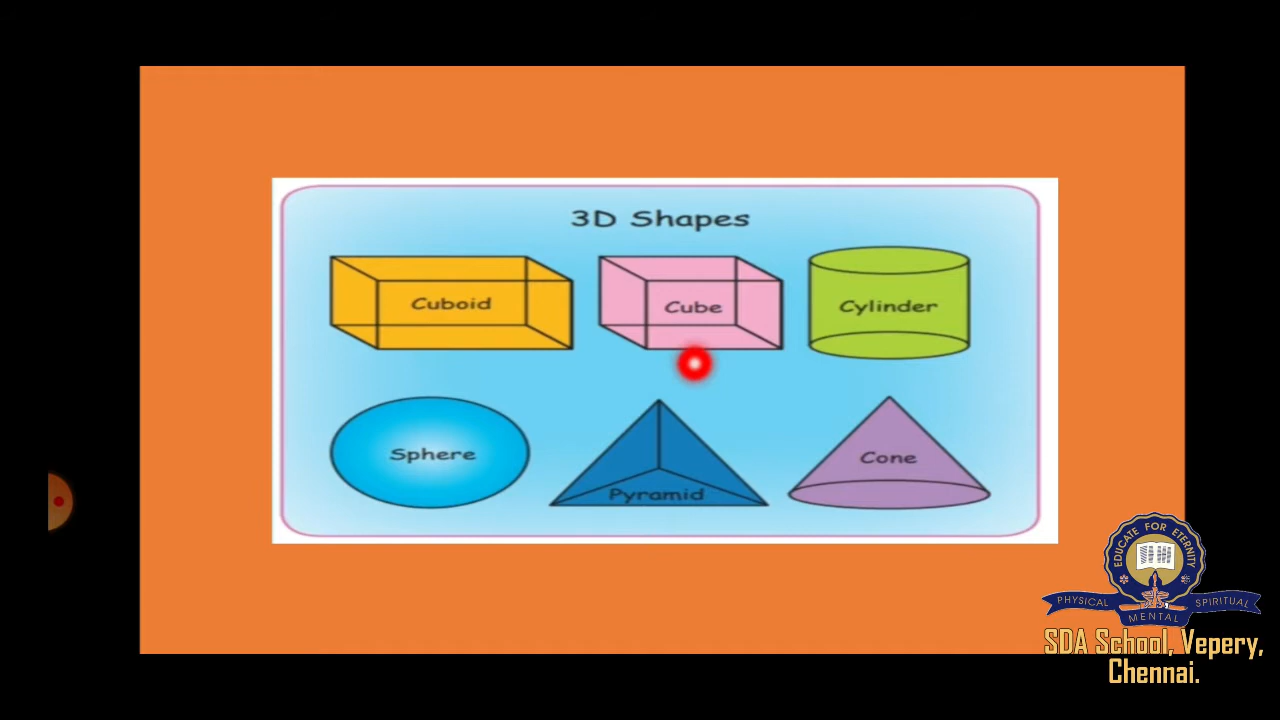 3D Shapes
Cuboid
Cube
Cylinder
Sphere
Pyramid
Cone
EDUCATE FOR ETERNITY
PHYSICAL
MENTAL
SPIRITUAL
SDA School, Vepery,
Chennai.